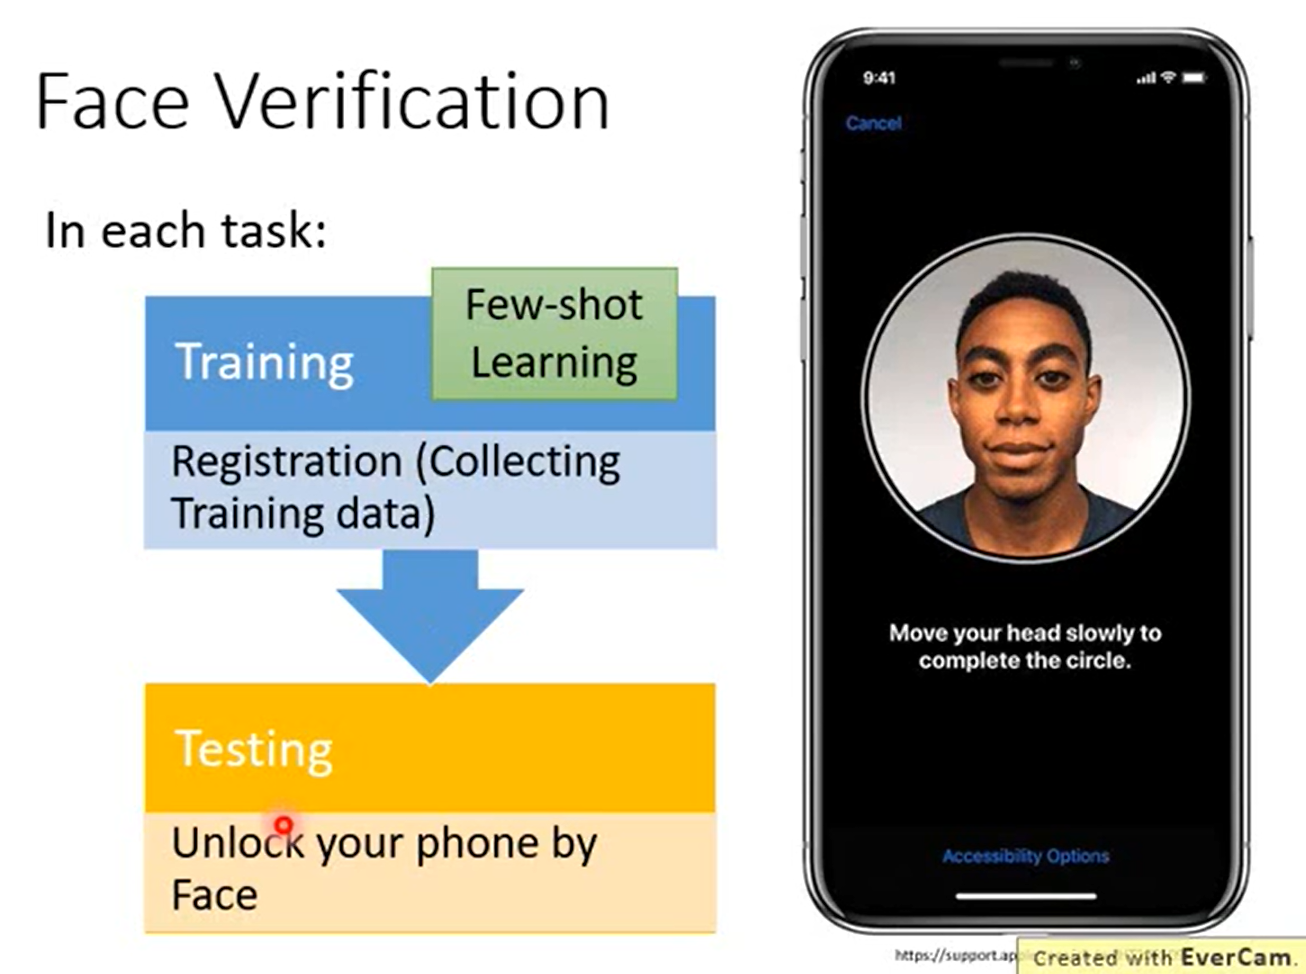 Face Verification
In each task:
Few-shot
Learning
Training
Registration (Collecting
Training data)
Testing
Unlock your phone by
Face
9:41
Cancel
Move your head slowly to
complete the circle.
Accessibility Options
https://support.ap
Created with EverCam.